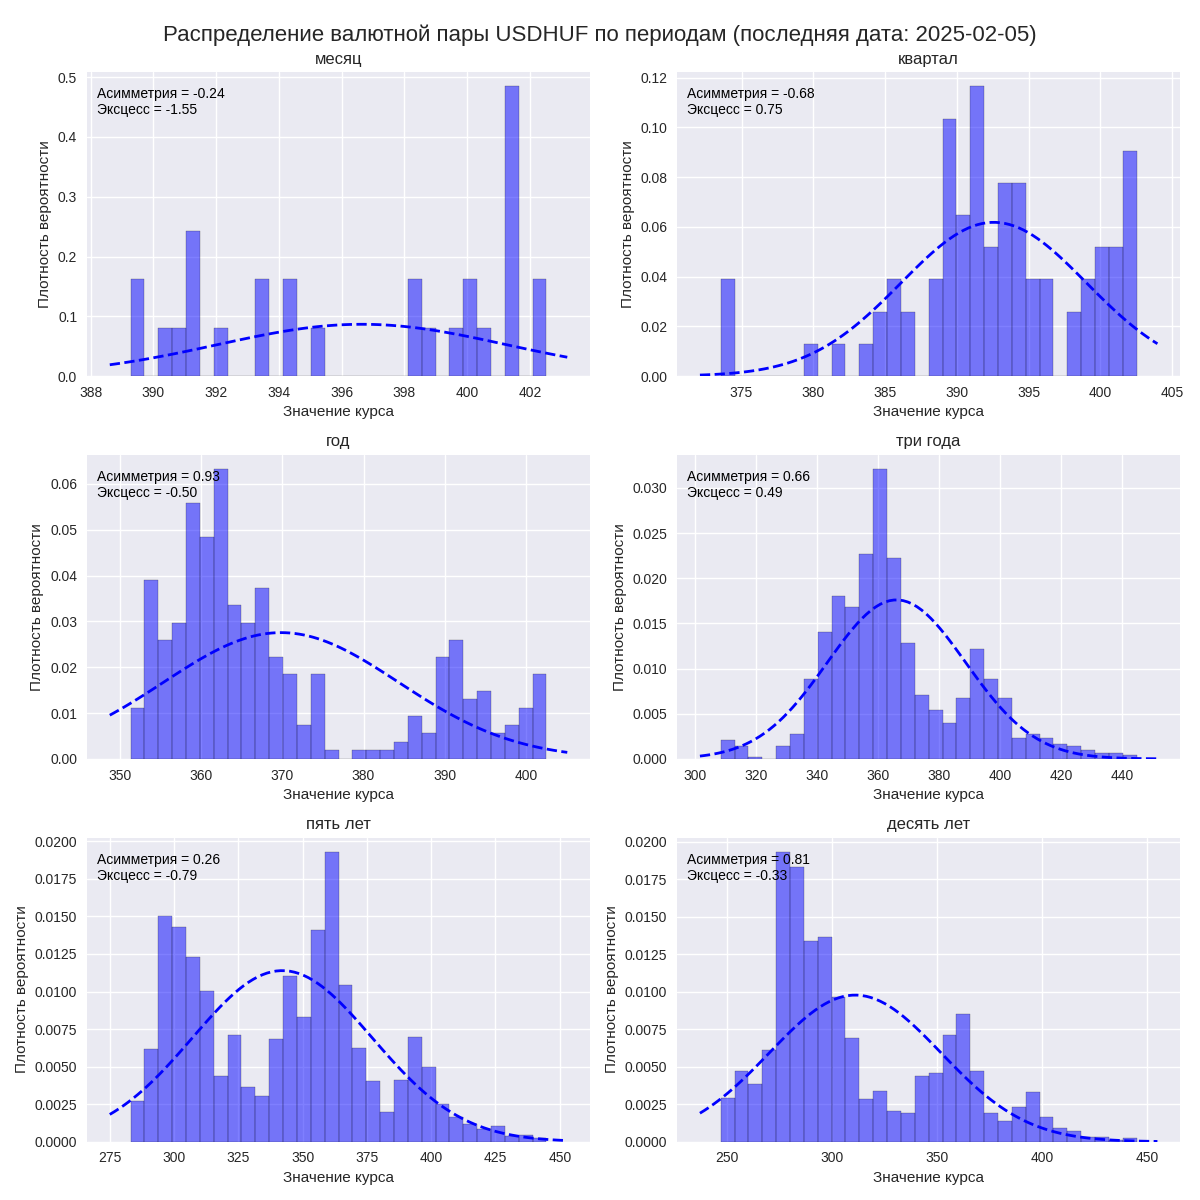 Распределение валютной пары USDHUF по периодам (последняя дата: 2025-02-05)
месяц
Асимметрия = -0.24
Эксцесс = -1.55
Плотность вероятности
0.5
0.4
0.3
0.2
0.1
0.0
388 390 392 394 396 398 400 402
Значение курса
квартал
Асимметрия = -0.68
Эксцесс = 0.75
Плотность вероятности
0.12
0.10
0.08
0.06
0.04
0.02
0.00
375 380 385 390 395 400 405
Значение курса
год
Асимметрия = 0.93
Эксцесс = -0.50
Плотность вероятности
0.06
0.05
0.04
0.03
0.02
0.01
0.00
350 360 370 380 390 400
Значение курса
три года
Асимметрия = 0.66
Эксцесс = 0.49
Плотность вероятности
0.030
0.025
0.020
0.015
0.010
0.005
0.000
300 320 340 360 380 400 420 440
Значение курса
пять лет
Асимметрия = 0.26
Эксцесс = -0.79
Плотность вероятности
0.0200
0.0175
0.0150
0.0125
0.0100
0.0075
0.0050
0.0025
0.0000
275 300 325 350 375 400 425 450
Значение курса
десять лет
Асимметрия = 0.81
Эксцесс = -0.33
Плотность вероятности
0.0200
0.0175
0.0150
0.0125
0.0100
0.0075
0.0050
0.0025
0.0000
250 300 350 400 450
Значение курса